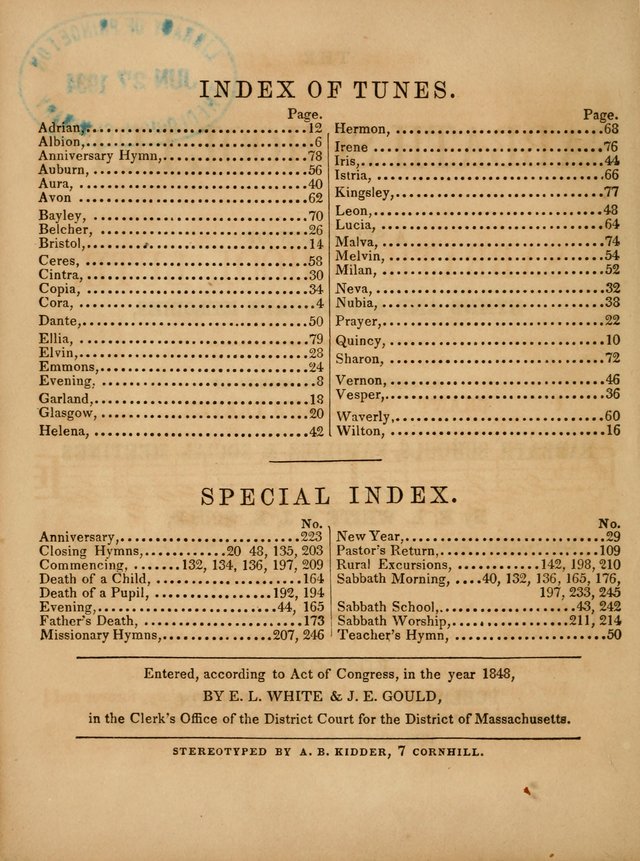 LIBRARY OF PRINCETON
JUN 27 1934
INDEX OF TUNES.
Page.
Adrian,..............................12
Albion,..............................6
Anniversary Hymn,..............................78
Auburn,..............................56
Aura, ..............................40
Avon ..............................62
Bayley, ..............................70
Belcher, ..............................26
Bristol,..............................14
Ceres, ..............................58
Cintra, ..............................30
Copia, ..............................34
Cora, ..............................4
Dante,..............................50
Ellia, ..............................79
Elvin,..............................28
Emmons,..............................24
Evening, ..............................8
Garland,..............................18
Glasgow, ..............................20
Helena, ..............................42
Page.
Hermon, ..............................68
Irene ..............................76
Iris,..............................44
Istria, ..............................66
Kingsley,..............................77
Leon,..............................48
Lucia, ..............................64
Malva, ..............................74
Melvin, ..............................54
Milan, ..............................52
Neva, ..............................32
Nubia, ..............................38
Prayer,..............................22
Quincy, ..............................10
Sharon, ..............................72
Vernon, ..............................46
Vesper,..............................36
Waverly,..............................60
Wilton, ..............................16
SPECIAL INDEX.
No.
Anniversary,..............................223
Closing Hymns,............20 48, 135, 203
Commencing, .......132, 134, 136, 197, 209
Death of a Child, ....................164
Death of a Pupil, ................192, 194
Evening,..........................44, 165
Father's Death, ......................173
Missionary Hymns,................207, 246
No.
New Year,..............................29
Pastor's Return,.......................109
Rural Excursions, ............142, 198, 210
Sabbath Morning, ....40, 132, 136, 165, 176,
197, 233, 245
Sabbath School,....................43, 242
Sabbath Worship,..................211, 214
Teacher's Hymn, .......................50
Entered, according to Act of Congress, in the year 1848,
BY E. L. WHITE & J. E. GOULD,
in the Clerk's Office of the District Court for the District of Massachusetts.
STEREOTYPED BY A. B. KIDDER, 7 CORNHILL.